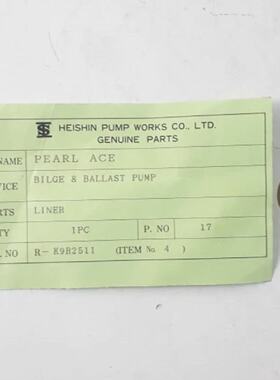 HEISHIN PUMP WORKS CO., LTD.
GENUINE PARTS
NAME PEARL ACE
VICE BILGE & BALLAST PUMP
RTS LINER
TY 1PC P. NO 17
. NO R- K9B2511 (ITEM No. 4 )